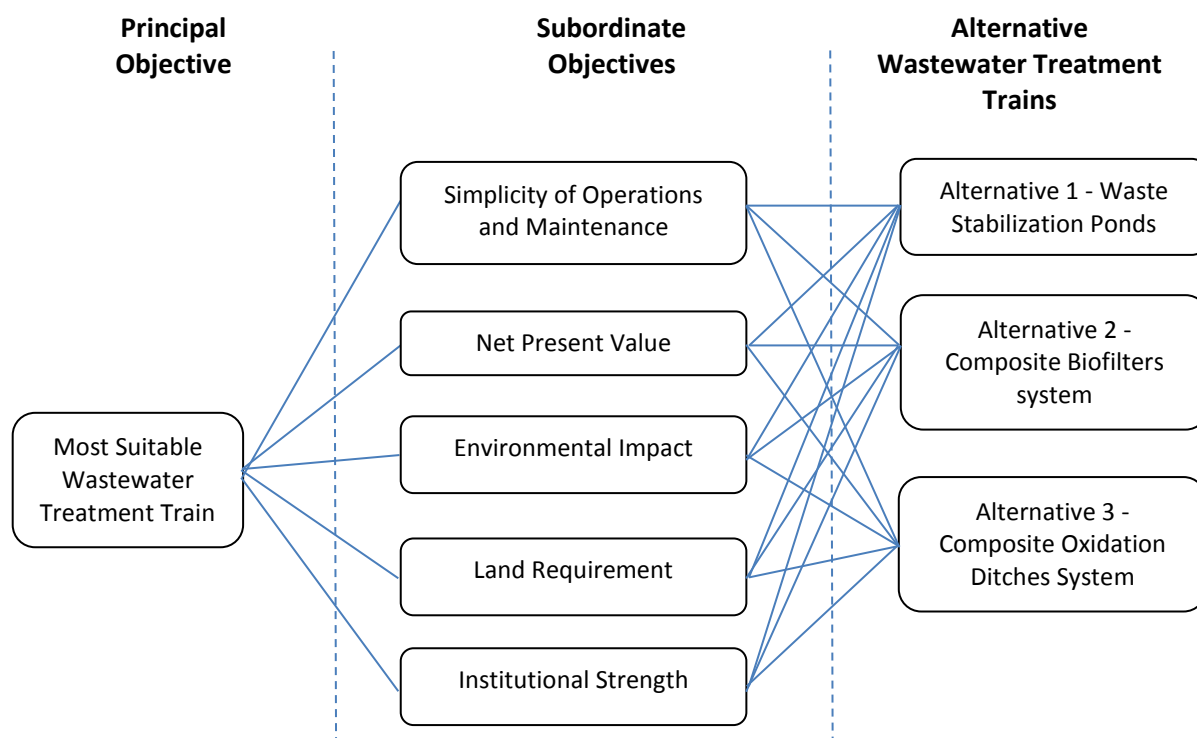 Principal
Objective
Subordinate
Objectives
Alternative
Wastewater Treatment
Trains
Most Suitable
Wastewater
Treatment Train
Simplicity of Operations
and Maintenance
Net Present Value
Environmental Impact
Land Requirement
Institutional Strength
Alternative 1 - Waste
Stabilization Ponds
Alternative 2 -
Composite Biofilters
system
Alternative 3 -
Composite Oxidation
Ditches System